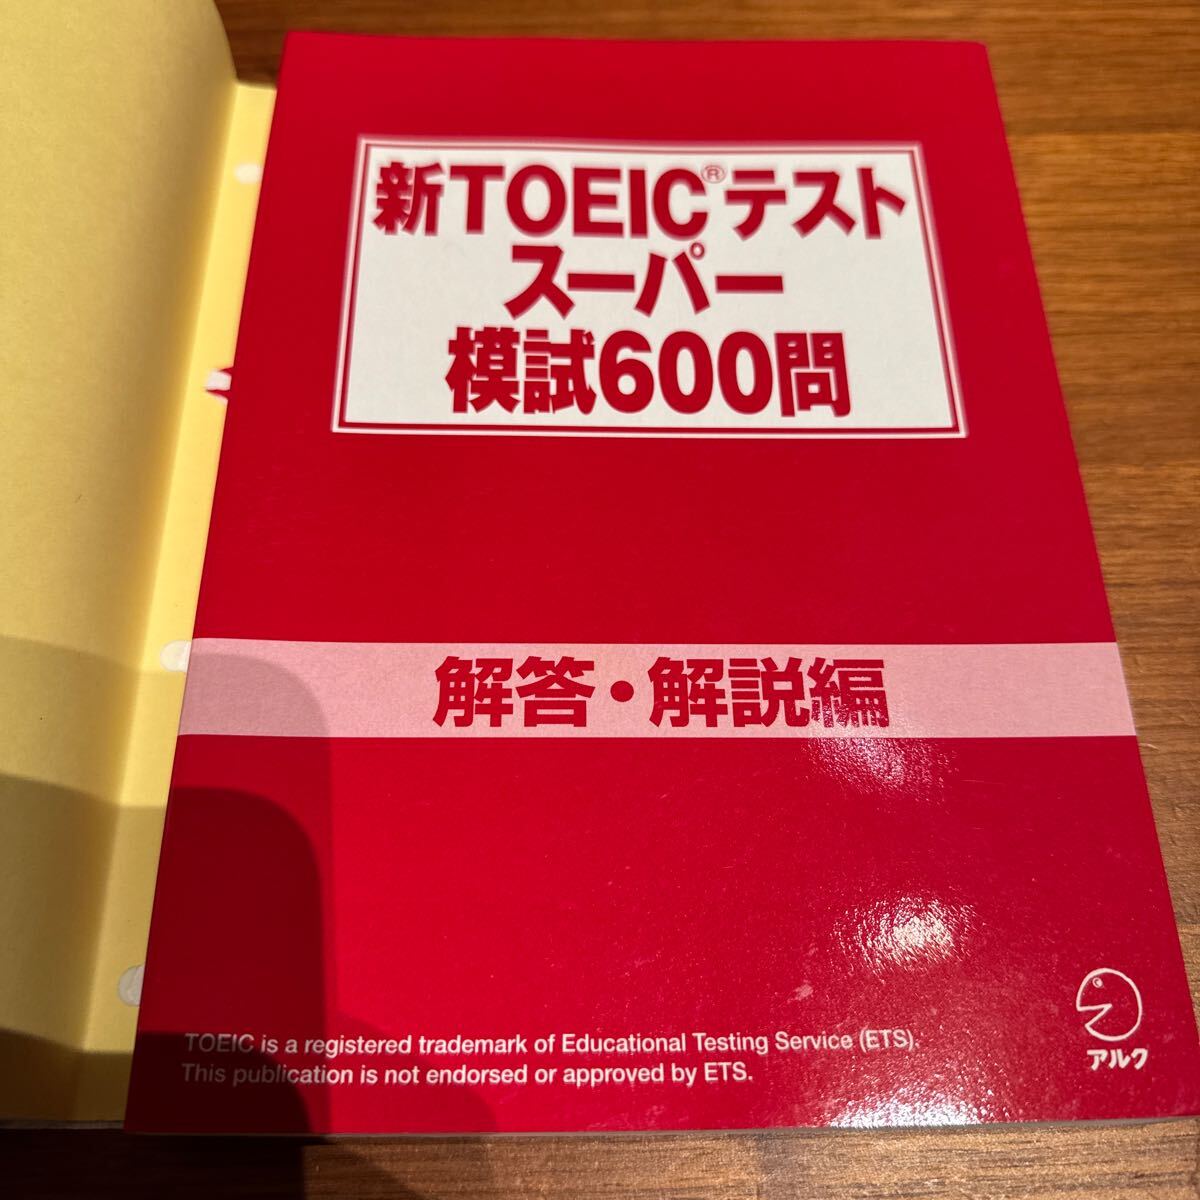 新TOEIC®テスト
スーパー
模試600問
解答・解説編
TOEIC is a registered trademark of Educational Testing Service (ETS).
This publication is not endorsed or approved by ETS.
アルク